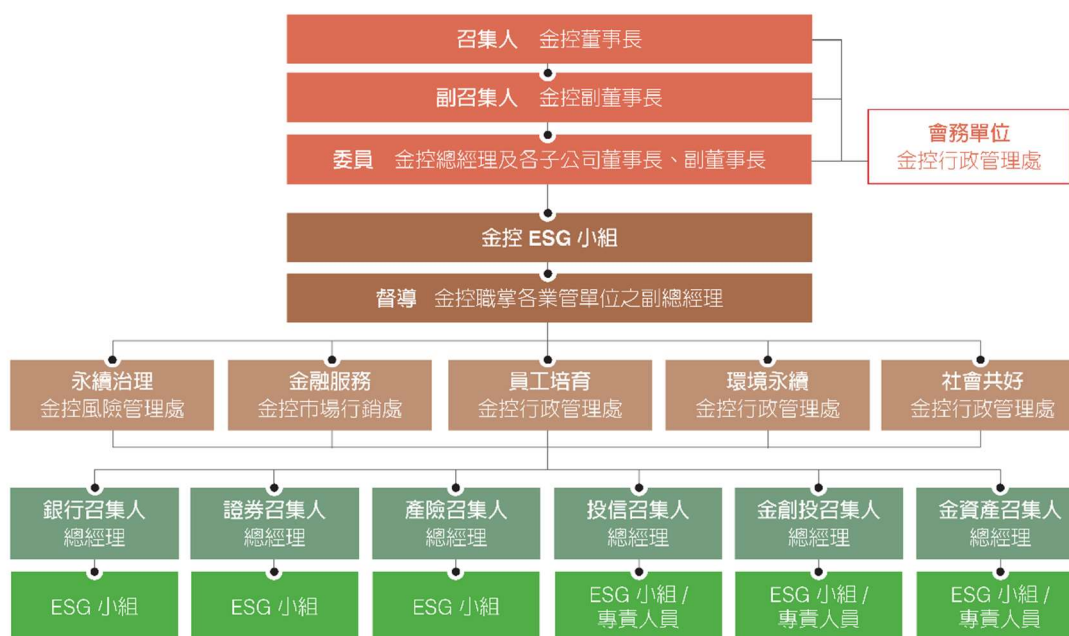 召集人 金控董事長
副召集人 金控副董事長
委員 金控總經理及各子公司董事長、副董事長
會務單位
金控行政管理處
金控 ESG 小組
督導 金控職掌各業管單位之副總經理
永續治理
金控風險管理處
金融服務
金控市場行銷處
員工培育
金控行政管理處
環境永續
金控行政管理處
社會共好
金控行政管理處
銀行召集人
總經理
證券召集人
總經理
產險召集人
總經理
投信召集人
總經理
金創投召集人
總經理
金資產召集人
總經理
ESG 小組
ESG 小組
ESG 小組
ESG 小組 /
專責人員
ESG 小組 /
專責人員
ESG 小組 /
專責人員